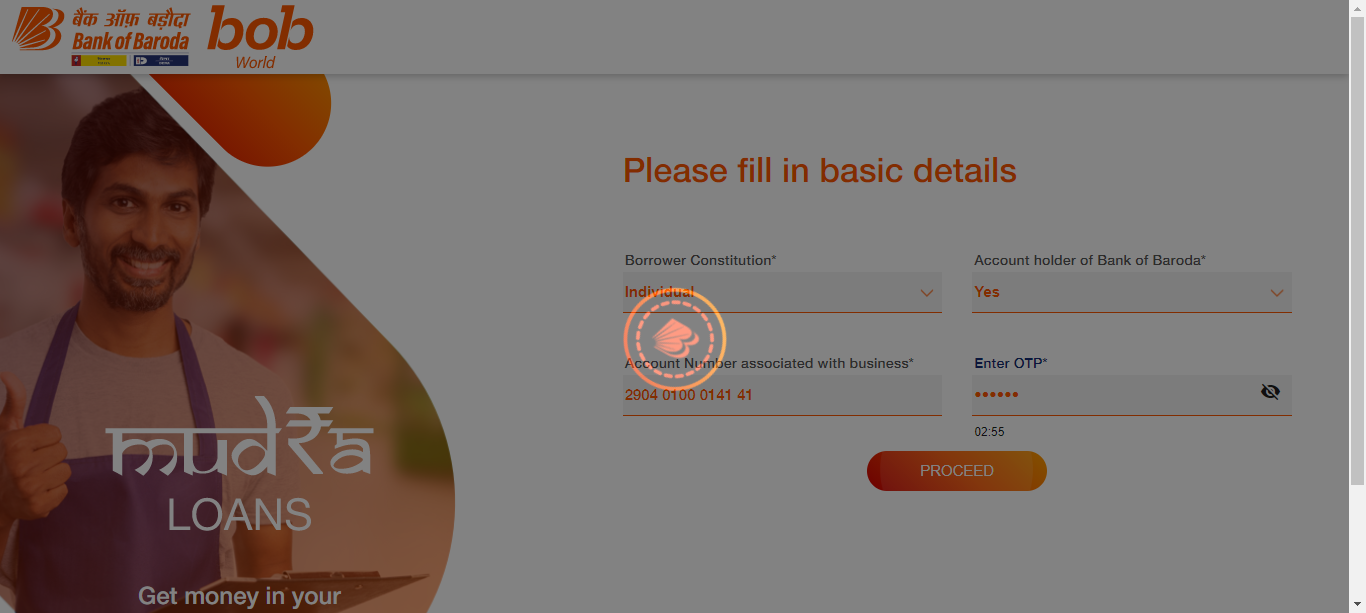 बैंक ऑफ़ बड़ौदा
Bank of Baroda
bob
World
Please fill in basic details
Borrower Constitution*
Account holder of Bank of Baroda*
Individual
Yes
Account Number associated with business*
Enter OTP*
2904 0100 0141 41
••••••
02:55
PROCEED
mud₹a
LOANS
Get money in your